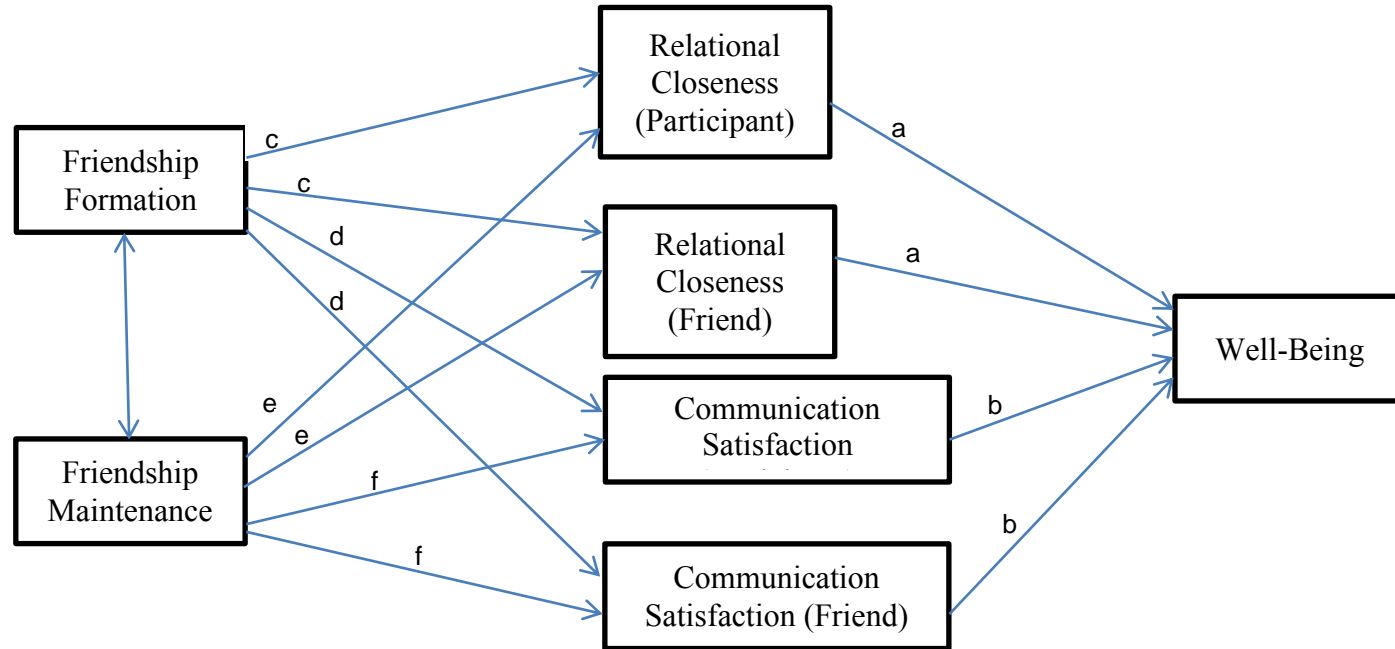 Relational
Closeness
(Participant)
a
c
Friendship
Formation
c
d
Relational
Closeness
(Friend)
a
d
Well-Being
e
e
Communication
Satisfaction
b
Friendship
Maintenance
f
f
b
Communication
Satisfaction (Friend)